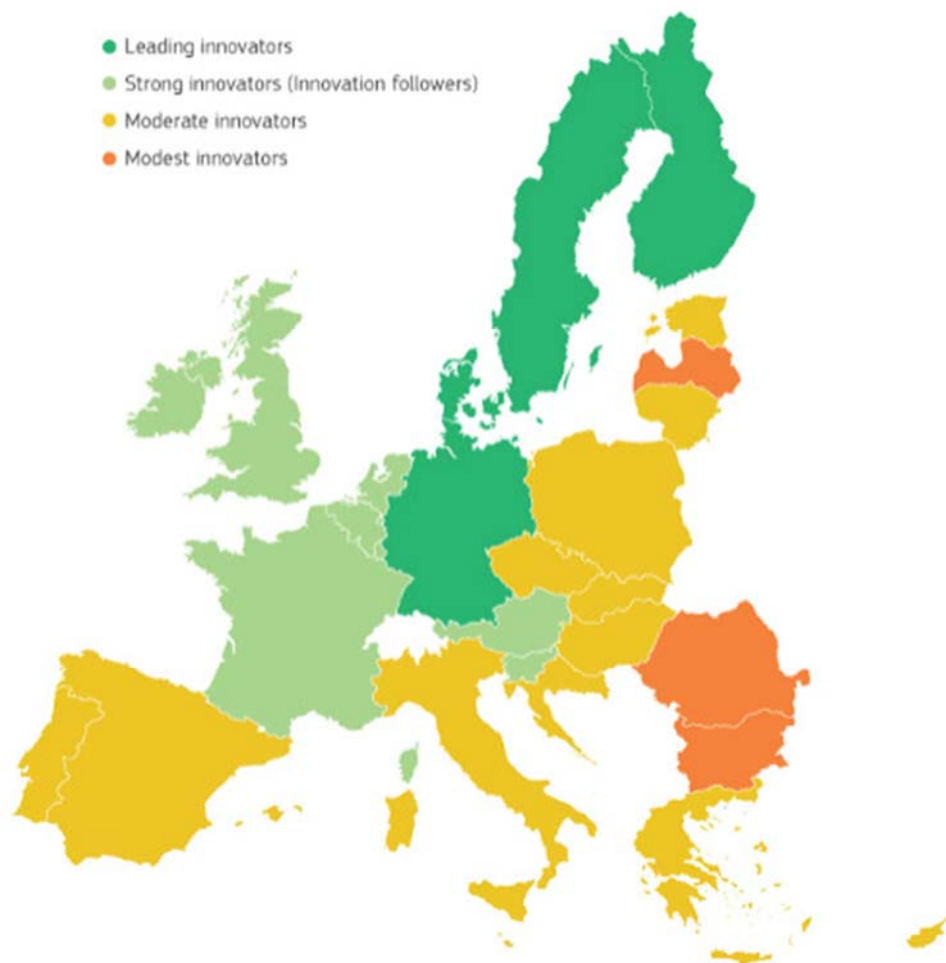 Leading innovators
Strong innovators (Innovation followers)
Moderate innovators
Modest innovators